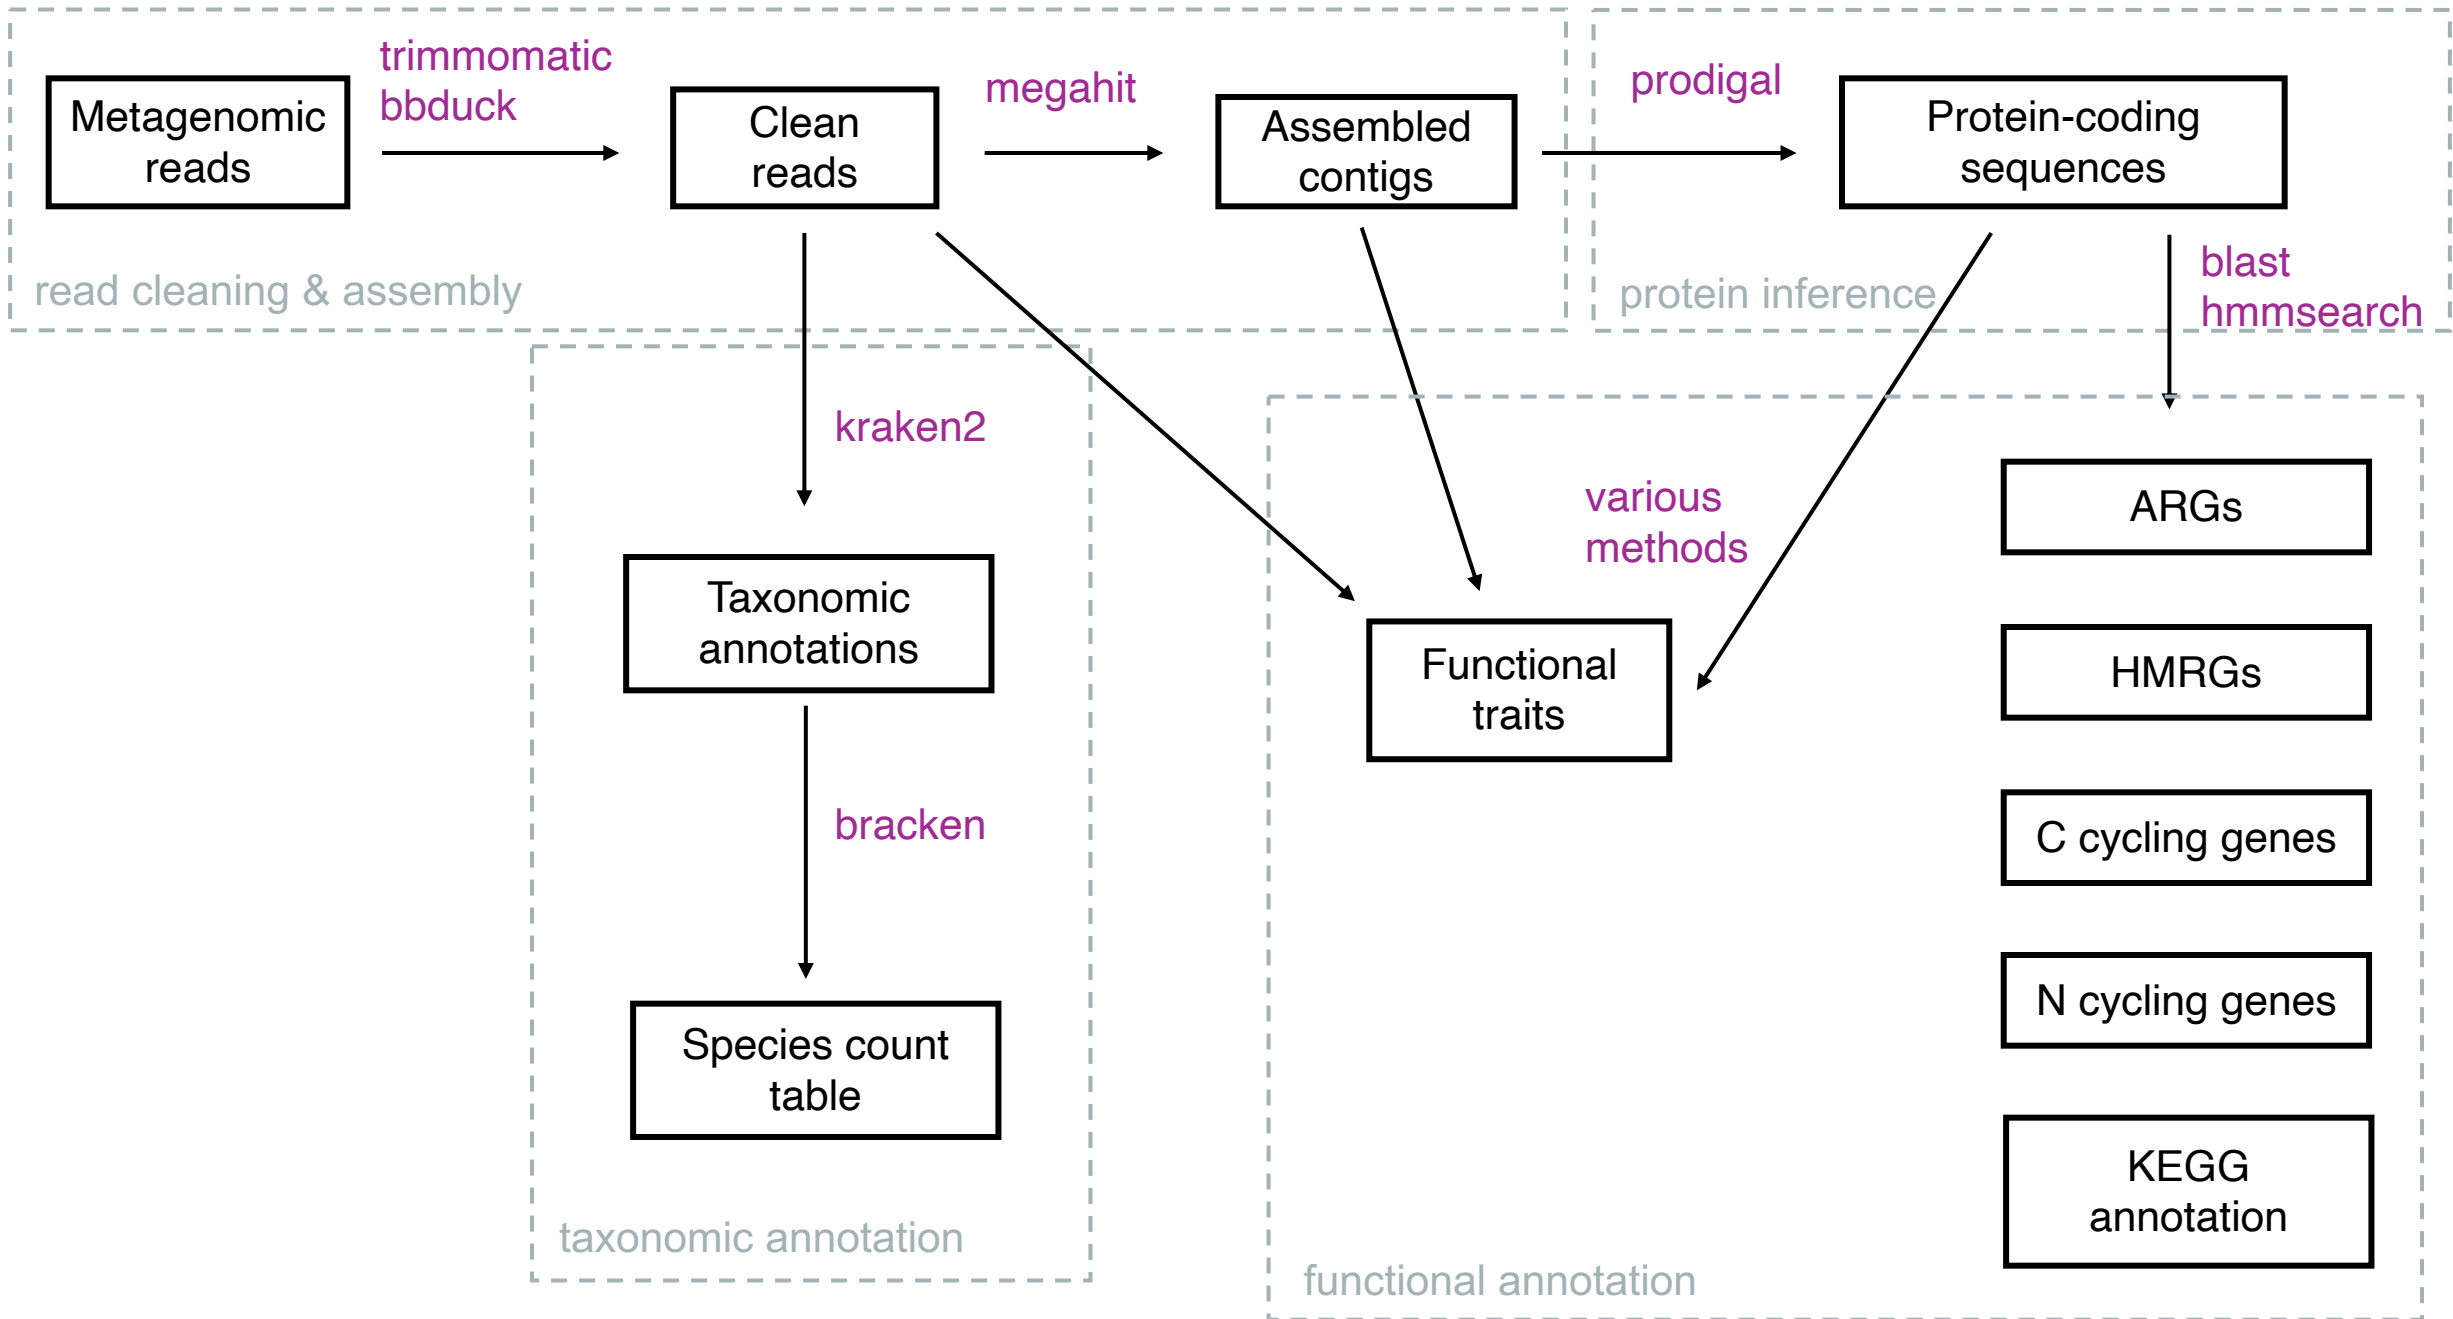 trimmomatic
bbduck
megahit
prodigal
Metagenomic
reads
Clean
reads
Assembled
contigs
Protein-coding
sequences
read cleaning & assembly
protein inference
blast
hmmsearch
kraken2
various
methods
ARGs
Taxonomic
annotations
Functional
traits
HMRGs
bracken
C cycling genes
Species count
table
N cycling genes
KEGG
annotation
taxonomic annotation
functional annotation